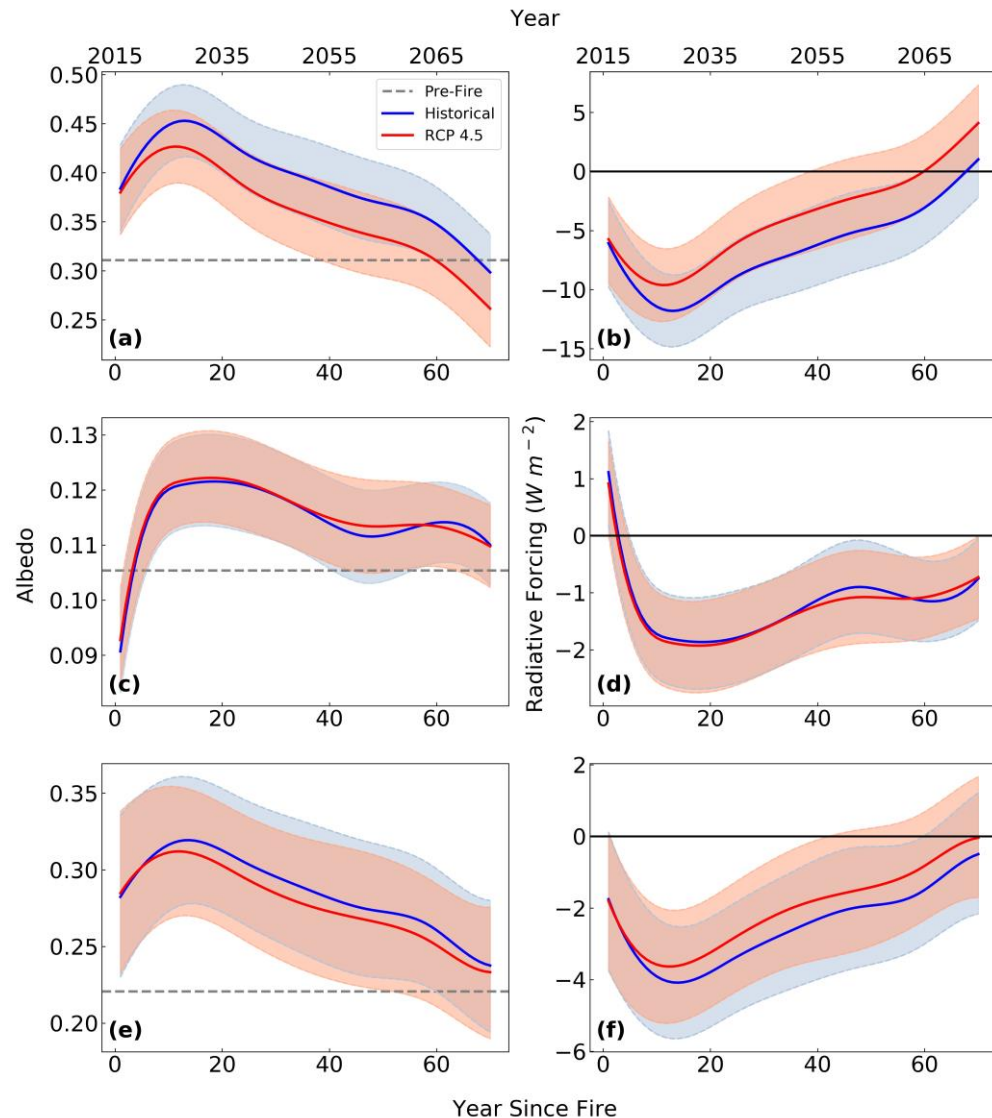 Year
2015 2035 2055 2065
2015 2035 2055 2065
0.50
0.45
0.40
0.35
0.30
0.25
Pre-Fire
Historical
RCP 4.5
(a)
0 20 40 60
5
0
−5
−10
−15
(b)
0 20 40 60
Albedo
0.13
0.12
0.11
0.10
0.09
(c)
0 20 40 60
Radiative Forcing (W m⁻²)
2
1
0
−1
−2
(d)
0 20 40 60
0.35
0.30
0.25
0.20
(e)
0 20 40 60
2
0
−2
−4
−6
(f)
0 20 40 60
Year Since Fire